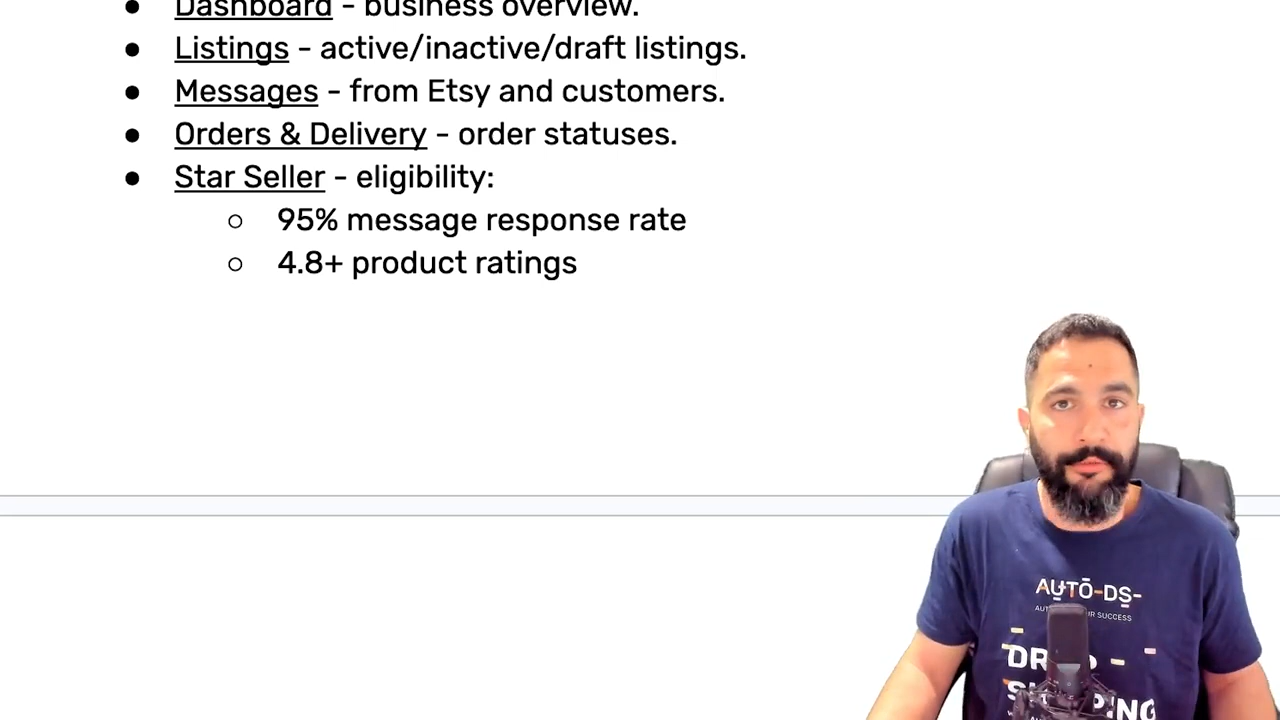 ● Dashboard - business overview.
● Listings - active/inactive/draft listings.
● Messages - from Etsy and customers.
● Orders & Delivery - order statuses.
● Star Seller - eligibility:
○ 95% message response rate
○ 4.8+ product ratings
AUTO-DS-
SUCCESS